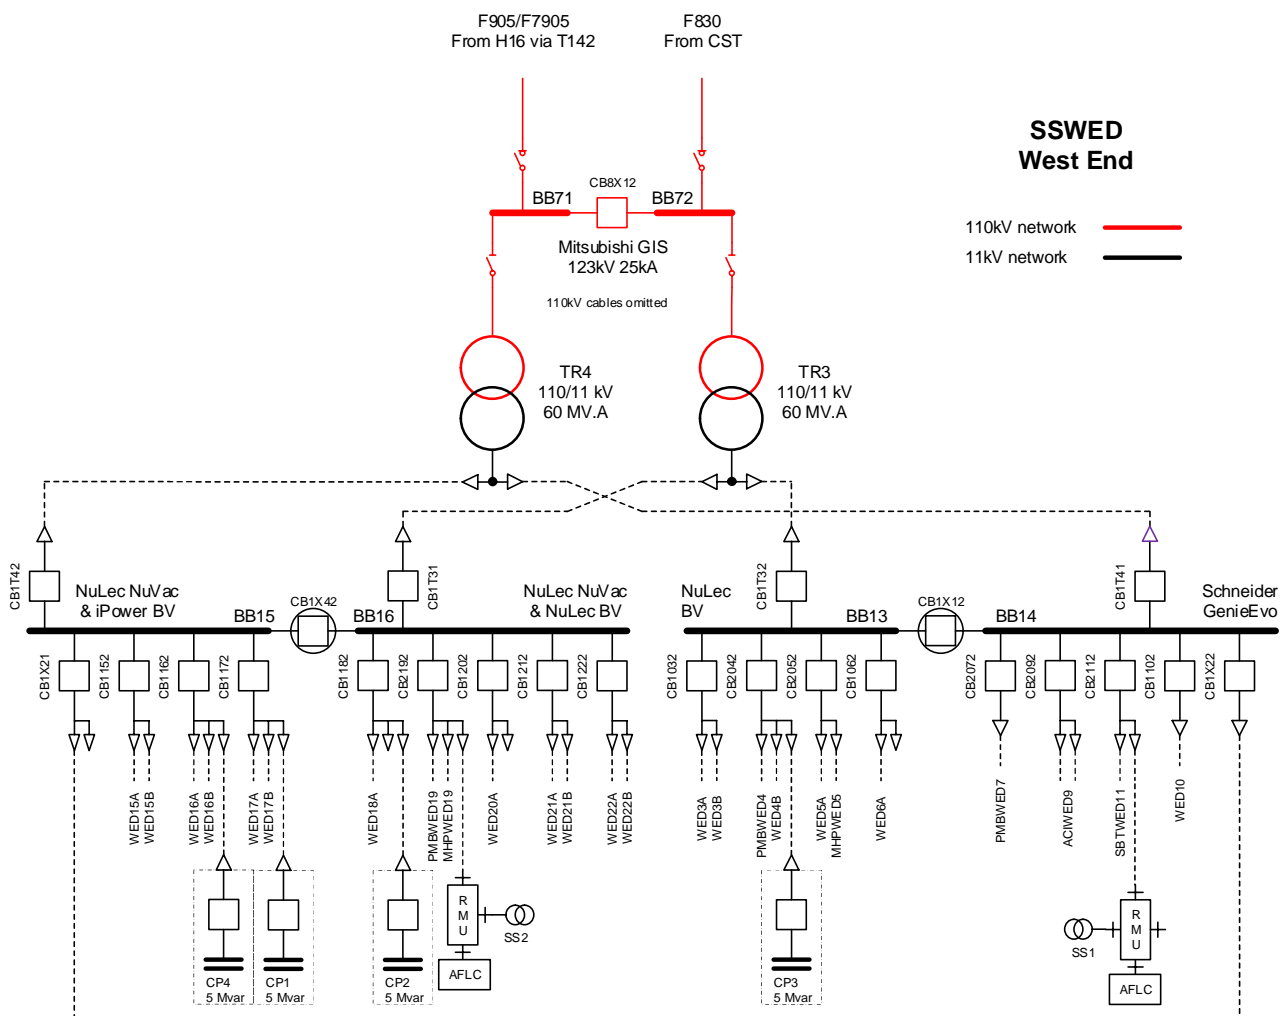 F905/F7905
From H16 via T142
F830
From CST
SSWED
West End
110kV network
11kV network
CB8X12
BB71
BB72
Mitsubishi GIS
123kV 25kA
110kV cables omitted
TR4
110/11 kV
60 MV.A
TR3
110/11 kV
60 MV.A
CB1T42
NuLec NuVac
& iPower BV
BB15
CB1X42
BB16
CB1T31
NuLec NuVac
& NuLec BV
NuLec
BV
CB1T32
BB13
CB1X12
BB14
CB1T41
Schneider
GenieEvo
CB1X21
CB1152
CB1162
CB1172
CB1182
CB2192
CB1202
CB1212
CB1222
CB1032
CB2042
CB2052
CB1062
CB2072
CB2092
CB2112
CB1102
CB1X22
WED15A
WED15B
WED16A
WED16B
WED17A
WED17B
WED18A
PMBWED19
MHPWED19
WED20A
WED21A
WED21B
WED22A
WED22B
WED3A
WED3B
PMBWED4
WED4B
WED5A
MHPWED5
WED6A
PMBWED7
ACIWED9
SBTWED11
WED10
RMU
SS2
AFLC
SS1
RMU
AFLC
CP4
5 Mvar
CP1
5 Mvar
CP2
5 Mvar
CP3
5 Mvar